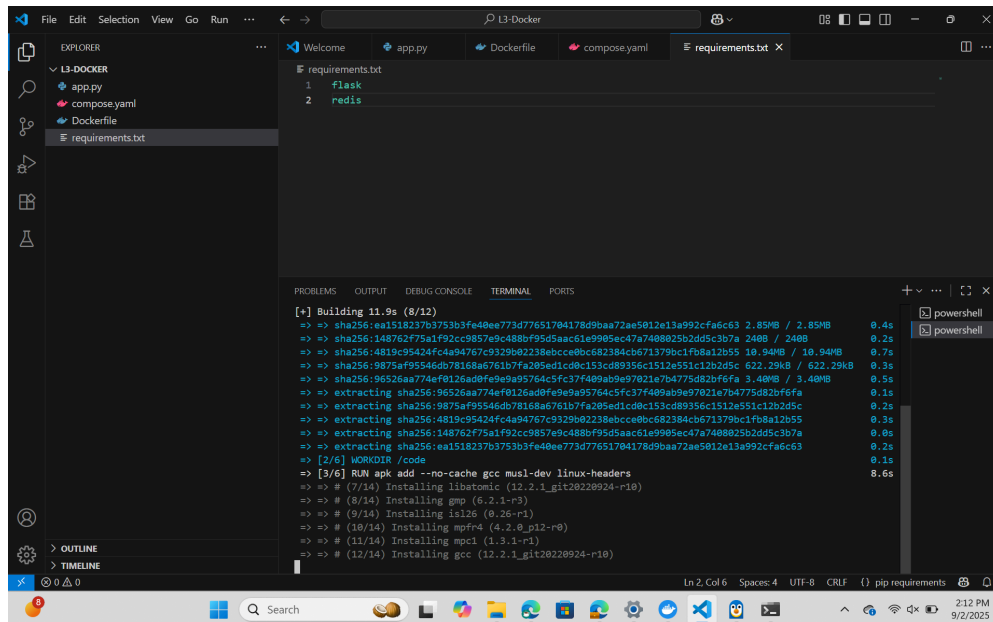 File Edit Selection View Go Run ··· L3-Docker
EXPLORER ···
L3-DOCKER
app.py
compose.yaml
Dockerfile
requirements.txt
OUTLINE
TIMELINE
Welcome app.py Dockerfile compose.yaml requirements.txt
requirements.txt
1 flask
2 redis
PROBLEMS OUTPUT DEBUG CONSOLE TERMINAL PORTS
[+] Building 11.9s (8/12)
=> => sha256:ea1518237b3753b3fe40ee773d77651704178d9baa72ae5012e13a992cfa6c63 2.85MB / 2.85MB 0.4s
=> => sha256:148762f75a1f92cc9857e9c488bf95d5aac61e9905ec47a7408025b2dd5c3b7a 240B / 240B 0.2s
=> => sha256:4819c95424fc4a94767c9329b02238ebcce0bc682384cb671379bc1fb8a12b55 10.94MB / 10.94MB 0.7s
=> => sha256:9875af95546db78168a6761b7fa205ed1cd0c153cd89356c1512e551c12b2d5c 622.29kB / 622.29kB 0.3s
=> => sha256:96526aa774ef0126ad0fe9e9a95764c5fc37f409ab9e97021e7b4775d82bf6fa 3.40MB / 3.40MB 0.5s
=> => extracting sha256:96526aa774ef0126ad0fe9e9a95764c5fc37f409ab9e97021e7b4775d82bf6fa 0.1s
=> => extracting sha256:9875af95546db78168a6761b7fa205ed1cd0c153cd89356c1512e551c12b2d5c 0.2s
=> => extracting sha256:4819c95424fc4a94767c9329b02238ebcce0bc682384cb671379bc1fb8a12b55 0.3s
=> => extracting sha256:148762f75a1f92cc9857e9c488bf95d5aac61e9905ec47a7408025b2dd5c3b7a 0.0s
=> => extracting sha256:ea1518237b3753b3fe40ee773d77651704178d9baa72ae5012e13a992cfa6c63 0.2s
=> [2/6] WORKDIR /code 0.1s
=> [3/6] RUN apk add --no-cache gcc musl-dev linux-headers 8.6s
=> => # (7/14) Installing libatomic (12.2.1_git20220924-r10)
=> => # (8/14) Installing gmp (6.2.1-r3)
=> => # (9/14) Installing isl26 (0.26-r1)
=> => # (10/14) Installing mpfr4 (4.2.0_p12-r0)
=> => # (11/14) Installing mpc1 (1.3.1-r1)
=> => # (12/14) Installing gcc (12.2.1_git20220924-r10)
powershell
powershell
0 0 Ln 2, Col 6 Spaces: 4 UTF-8 CRLF {} pip requirements
8 Search 2:12 PM
9/2/2025